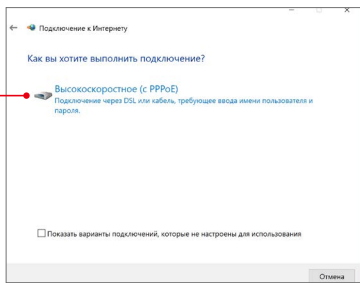 Подключение к Интернету
Как вы хотите выполнить подключение?
Высокоскоростное (с PPPoE)
Подключение через DSL или кабель, требующее ввода имени пользователя и
пароля.
Показать варианты подключений, которые не настроены для использования
Отмена